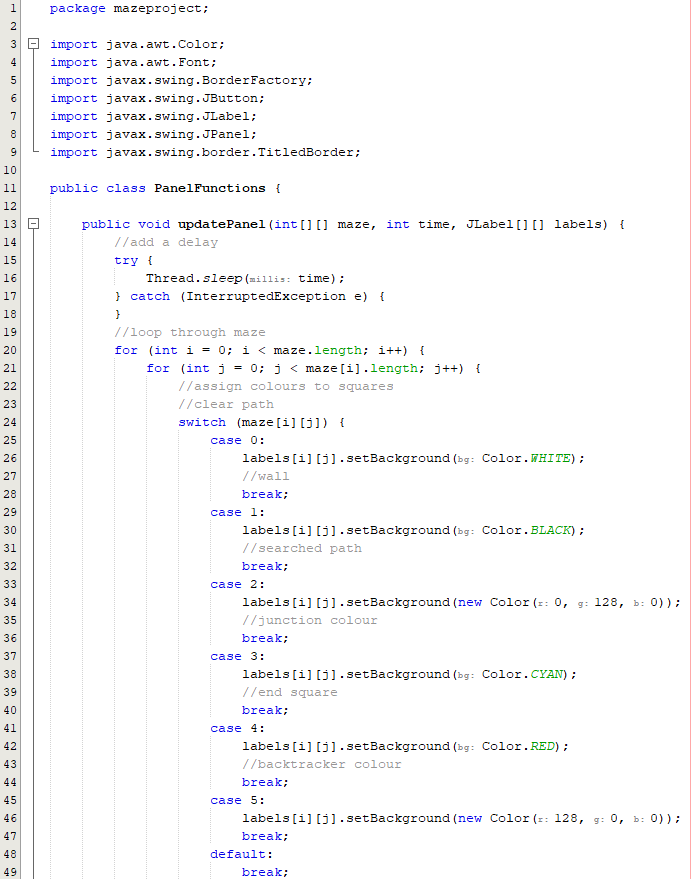 1 package mazeproject;
2
3 import java.awt.Color;
4 import java.awt.Font;
5 import javax.swing.BorderFactory;
6 import javax.swing.JButton;
7 import javax.swing.JLabel;
8 import javax.swing.JPanel;
9 import javax.swing.border.TitledBorder;
10
11 public class PanelFunctions {
12
13     public void updatePanel(int[][] maze, int time, JLabel[][] labels) {
14         //add a delay
15         try {
16             Thread.sleep(millis: time);
17         } catch (InterruptedException e) {
18         }
19         //loop through maze
20         for (int i = 0; i < maze.length; i++) {
21             for (int j = 0; j < maze[i].length; j++) {
22                 //assign colours to squares
23                 //clear path
24                 switch (maze[i][j]) {
25                     case 0:
26                         labels[i][j].setBackground(bg: Color.WHITE);
27                         //wall
28                         break;
29                     case 1:
30                         labels[i][j].setBackground(bg: Color.BLACK);
31                         //searched path
32                         break;
33                     case 2:
34                         labels[i][j].setBackground(new Color(r: 0, g: 128, b: 0));
35                         //junction colour
36                         break;
37                     case 3:
38                         labels[i][j].setBackground(bg: Color.CYAN);
39                         //end square
40                         break;
41                     case 4:
42                         labels[i][j].setBackground(bg: Color.RED);
43                         //backtracker colour
44                         break;
45                     case 5:
46                         labels[i][j].setBackground(new Color(r: 128, g: 0, b: 0));
47                         break;
48                     default:
49                         break;